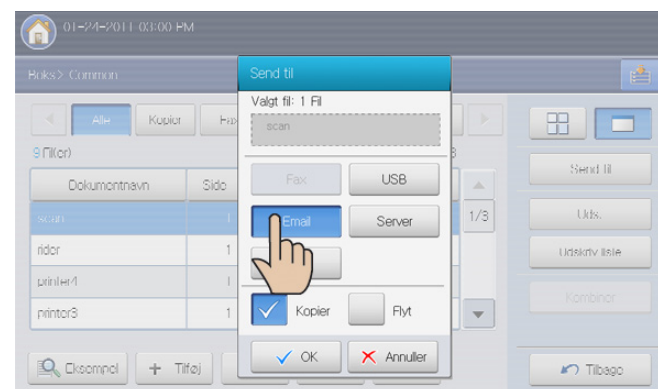 01-24-2011 03:00 PM
Boks> Common
Send til
Valgt fil: 1 Fil
scan
Alle
Kopier
Fax
9 Fil(er)
Dokumentnavn
Side
scan 1
rider 1
printer4 1
printer3 1
1/3
Fax
USB
Email
Server
Kopier
Flyt
OK
Annuller
Eksempel
+ Tilføj
Send til
Uds.
Udskriv liste
Kombiner
Tilbage